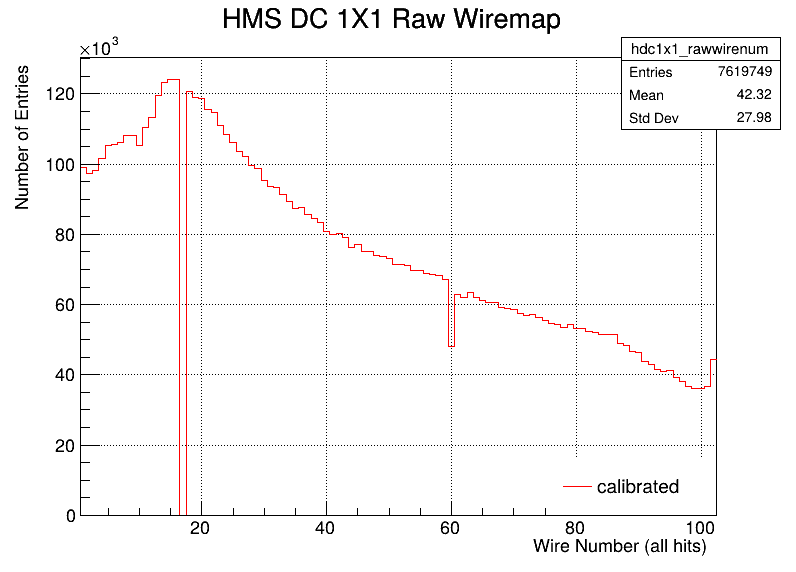 HMS DC 1X1 Raw Wiremap
×10³
hdc1x1_rawwirenum
Entries 7619749
Mean 42.32
Std Dev 27.98
Number of Entries
120
100
80
60
40
20
0
calibrated
20 40 60 80 100
Wire Number (all hits)